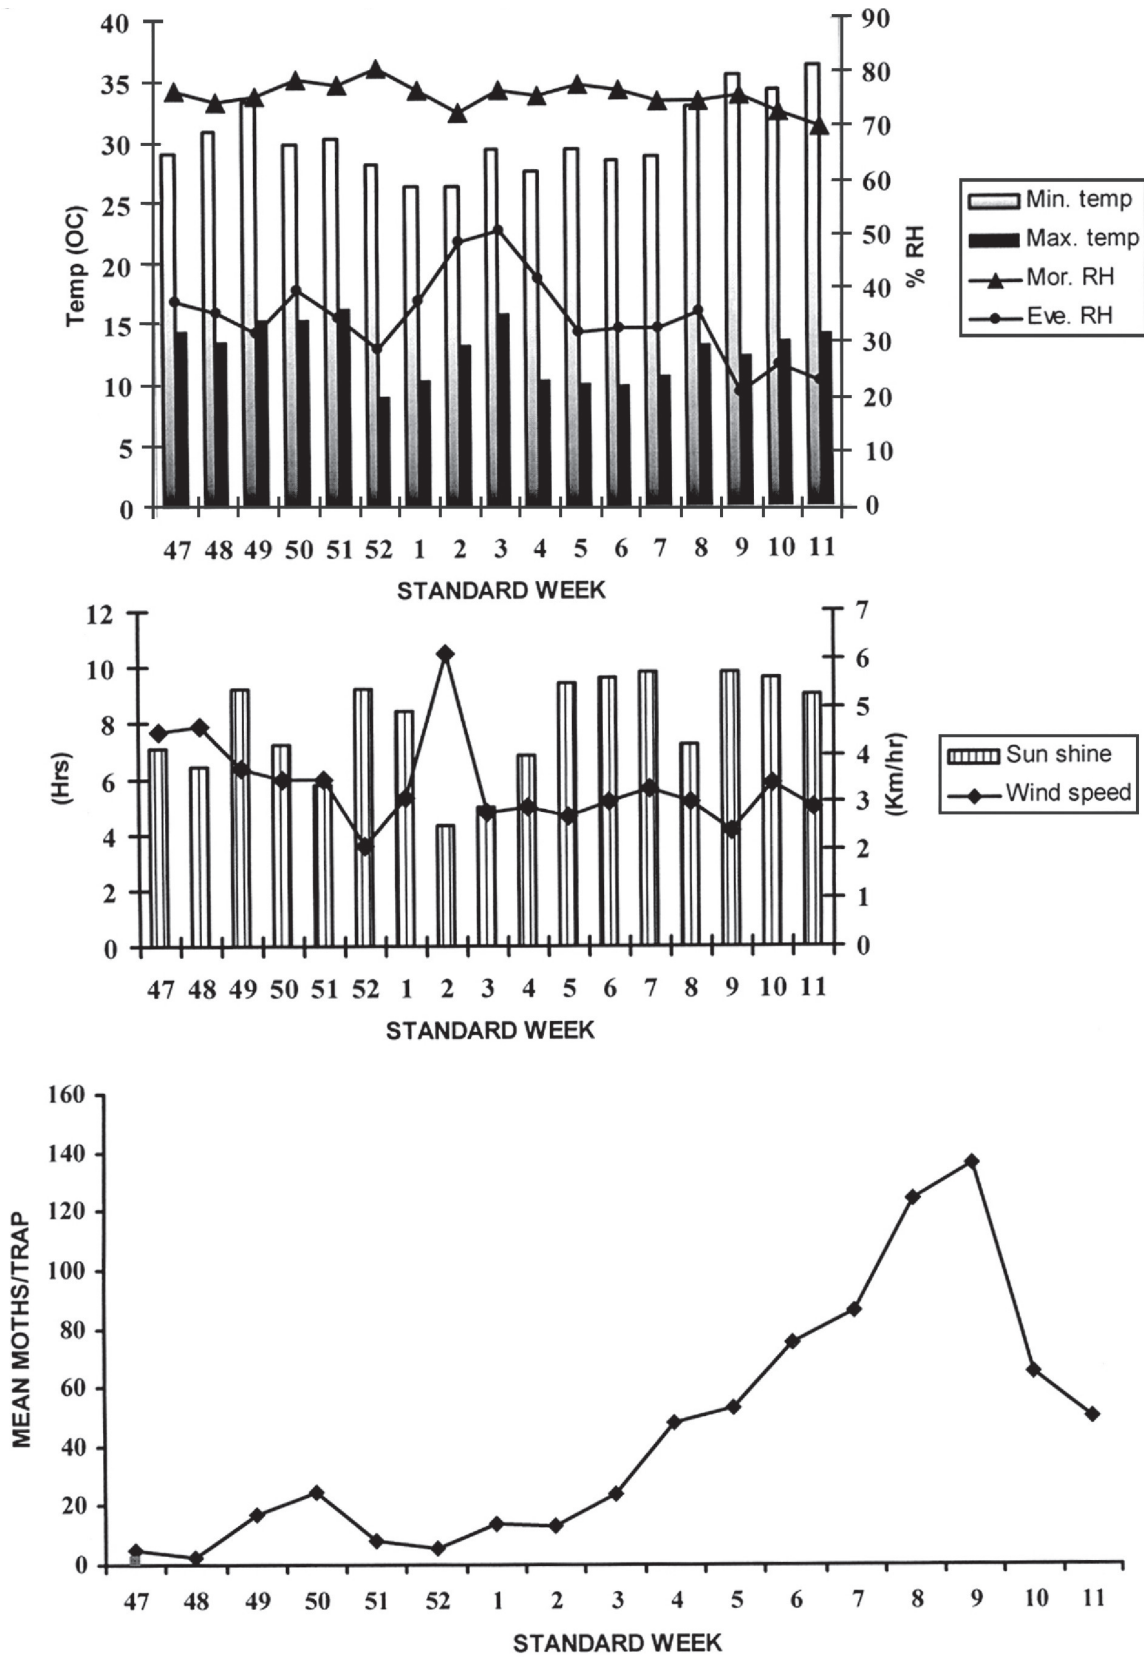 40
35
30
25
20
15
10
5
0
Temp (OC)
90
80
70
60
50
40
30
20
10
0
% RH
Min. temp
Max. temp
Mor. RH
Eve. RH
47 48 49 50 51 52 1 2 3 4 5 6 7 8 9 10 11
STANDARD WEEK
12
10
8
6
4
2
0
(Hrs)
7
6
5
4
3
2
1
0
(Km/hr)
Sun shine
Wind speed
47 48 49 50 51 52 1 2 3 4 5 6 7 8 9 10 11
STANDARD WEEK
160
140
120
100
80
60
40
20
0
MEAN MOTHS/TRAP
47 48 49 50 51 52 1 2 3 4 5 6 7 8 9 10 11
STANDARD WEEK